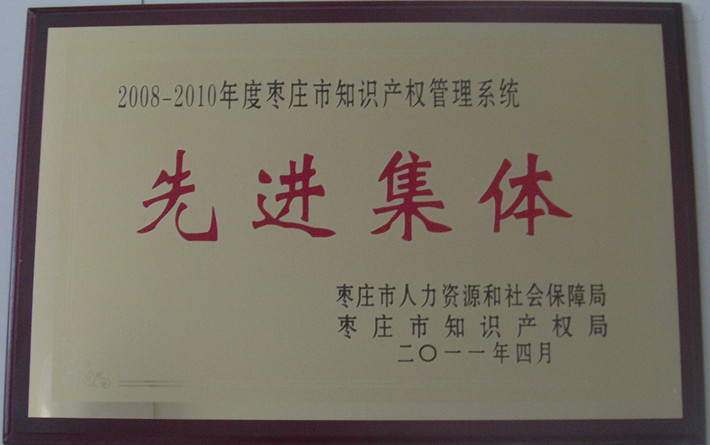 2008-2010年度枣庄市知识产权管理系统
先进集体
枣庄市人力资源和社会保障局
枣庄市知识产权局
二〇一一年四月